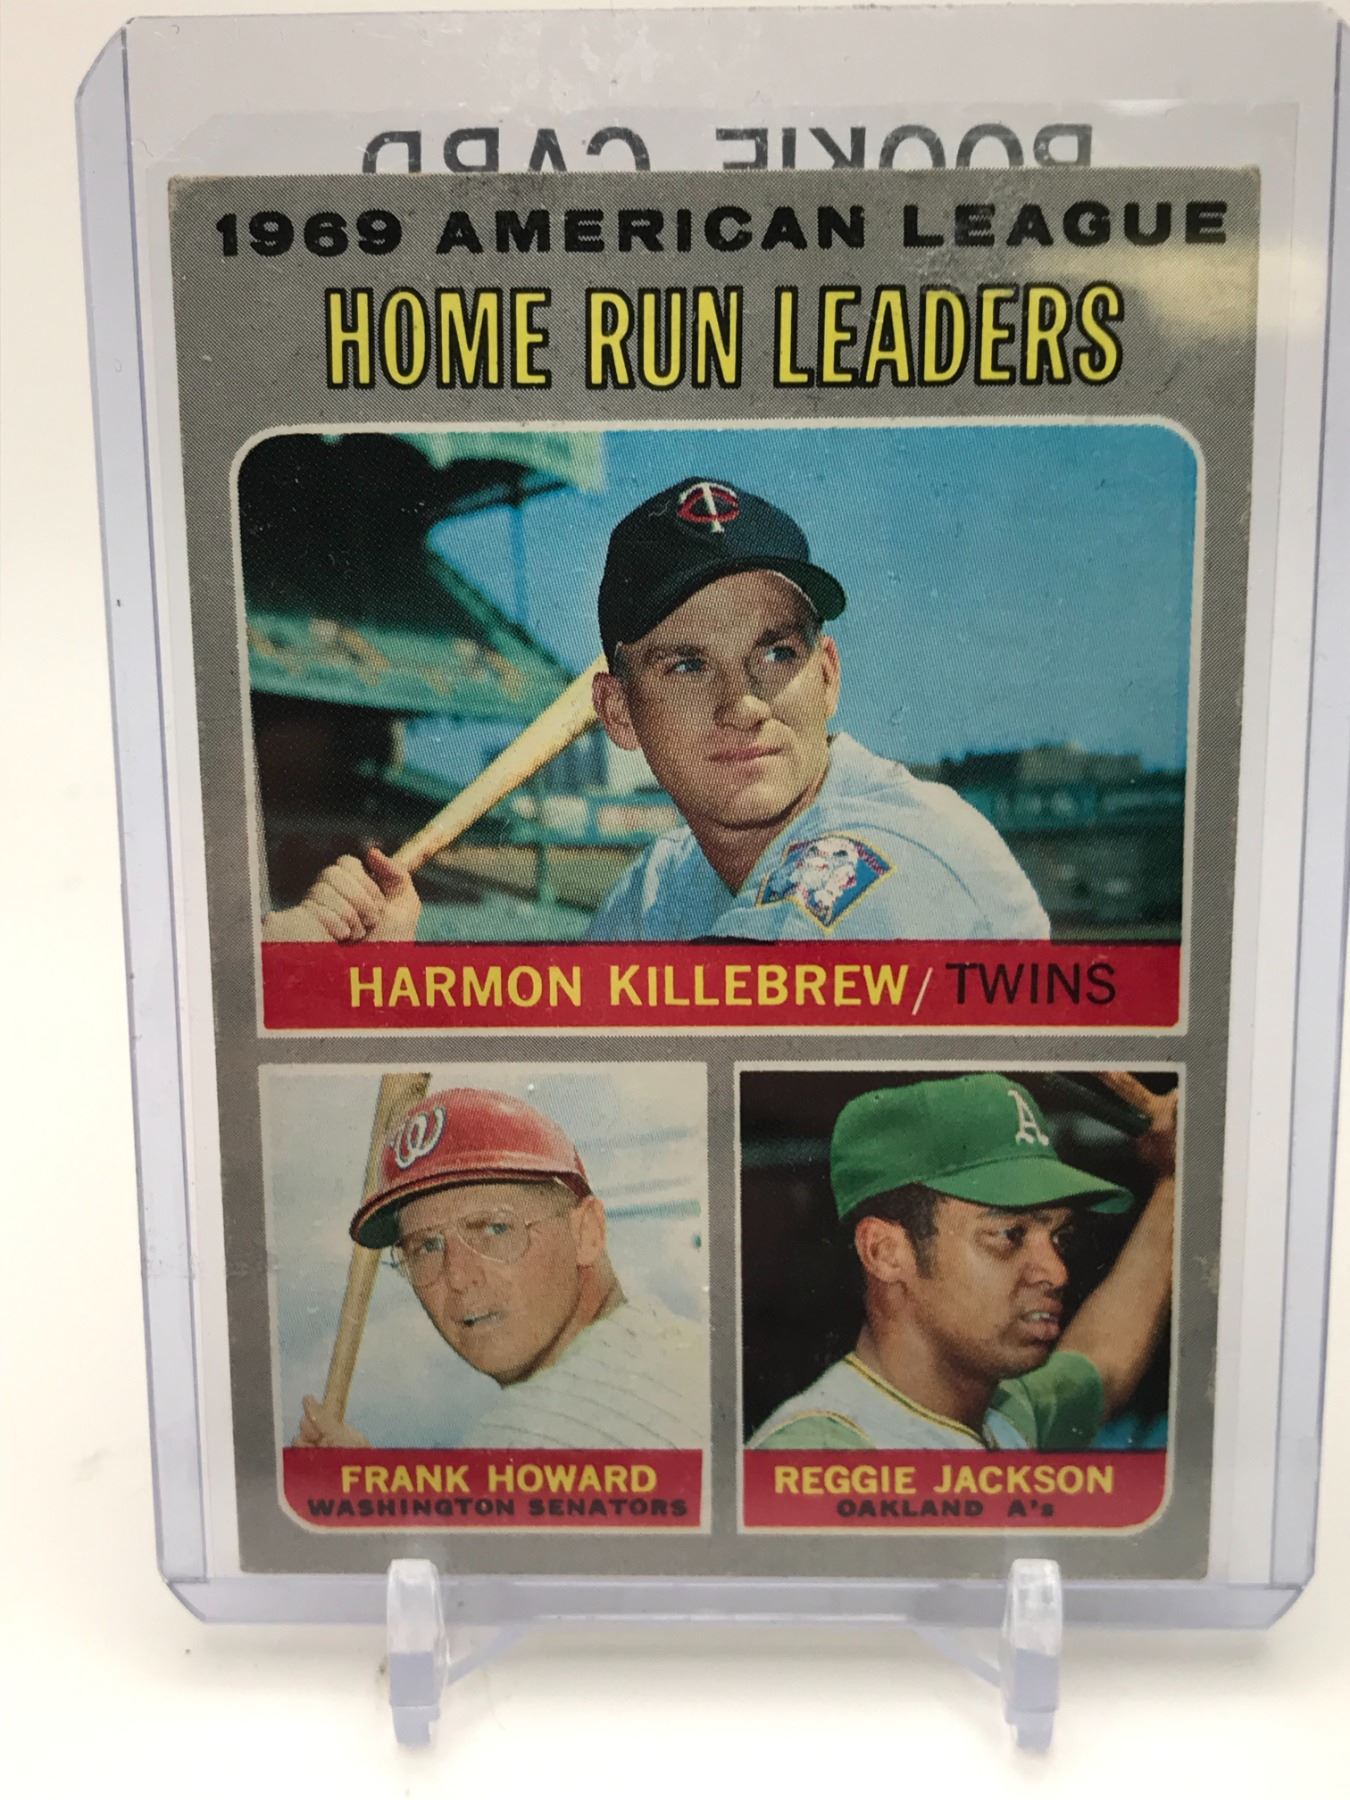 ROOKIE CARD
1969 AMERICAN LEAGUE
HOME RUN LEADERS
T C
HARMON KILLEBREW/TWINS
W
A
FRANK HOWARD
WASHINGTON SENATORS
REGGIE JACKSON
OAKLAND A's